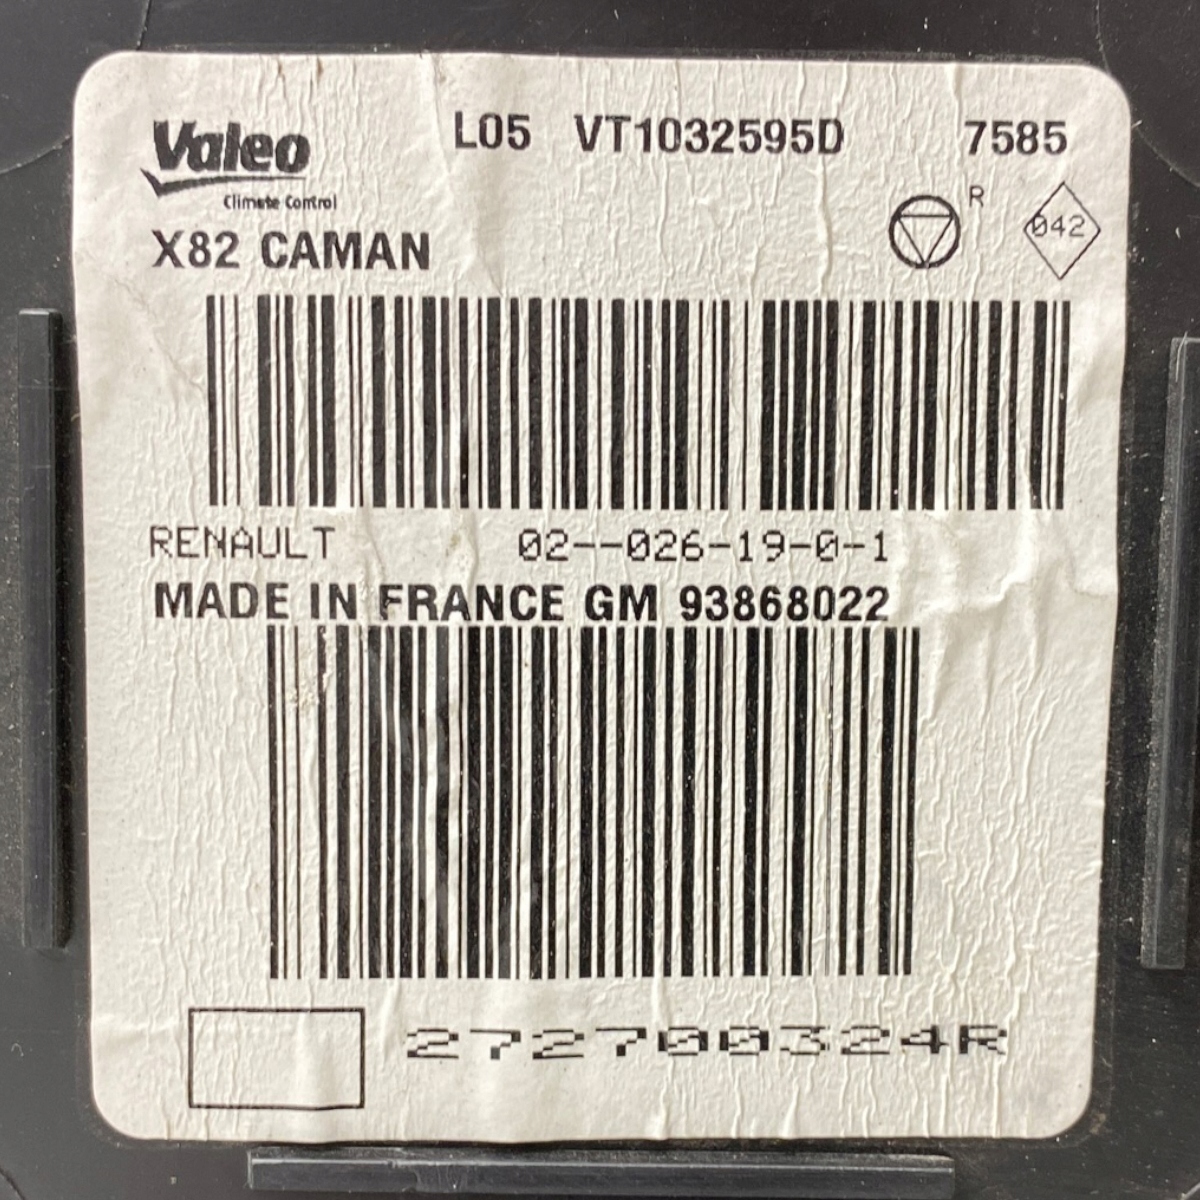 L05 VT1032595D 7585
Valeo
Climate Control
R
042
X82 CAMAN
RENAULT 02--026-19-0-1
MADE IN FRANCE GM 93868022
272700324R